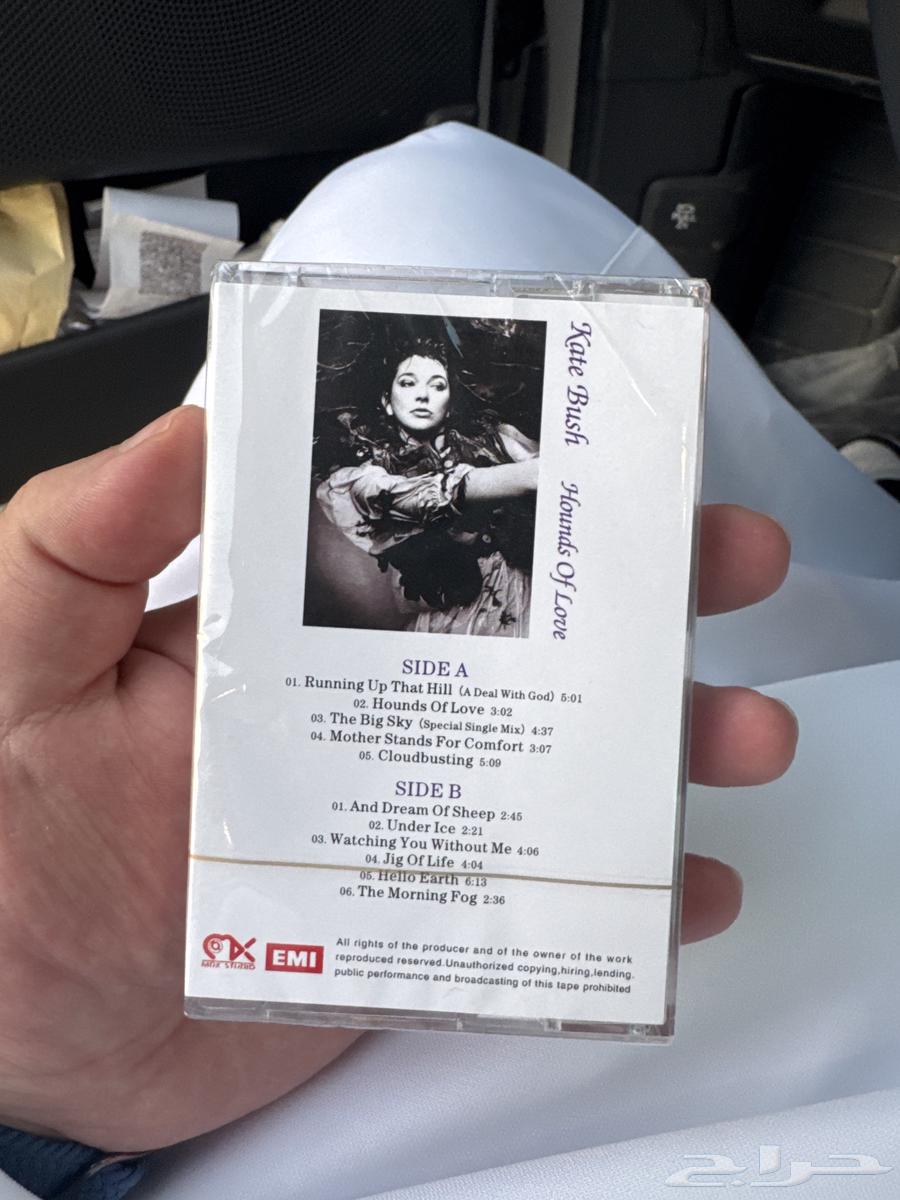 Kate Bush Hounds Of Love
SIDE A
01. Running Up That Hill (A Deal With God) 5:01
02. Hounds Of Love 3:02
03. The Big Sky (Special Single Mix) 4:37
04. Mother Stands For Comfort 3:07
05. Cloudbusting 5:09
SIDE B
01. And Dream Of Sheep 2:45
02. Under Ice 2:21
03. Watching You Without Me 4:06
04. Jig Of Life 4:04
05. Hello Earth 6:13
06. The Morning Fog 2:36
MIX STUDIO
EMI
All rights of the producer and of the owner of the work
reproduced reserved.Unauthorized copying,hiring,lending.
public performance and broadcasting of this tape prohibited
حراج